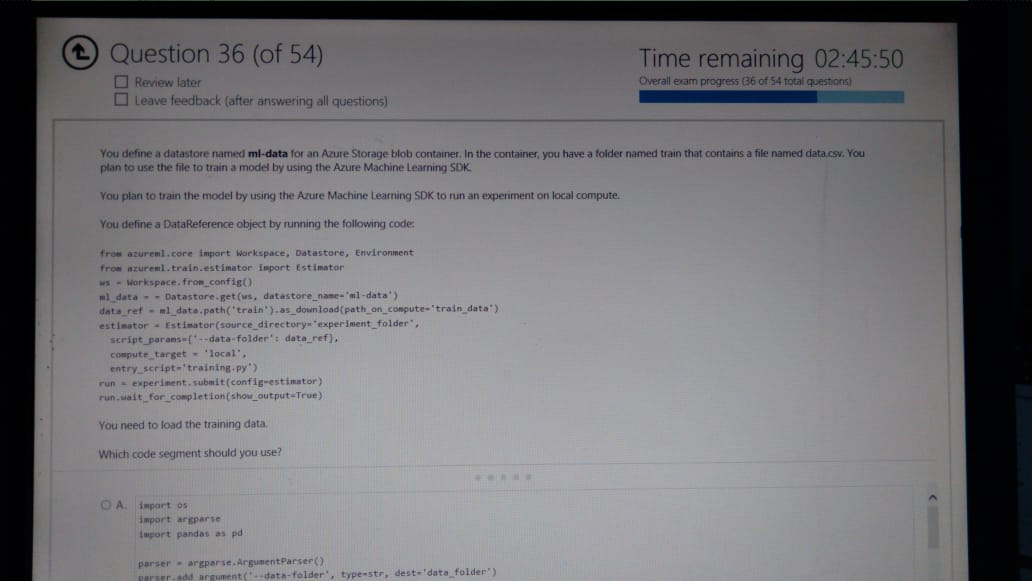 Question 36 (of 54)
Time remaining 02:45:50
Review later
Leave feedback (after answering all questions)
Overall exam progress (36 of 54 total questions)
You define a datastore named ml-data for an Azure Storage blob container. In the container, you have a folder named train that contains a file named data.csv. You
plan to use the file to train a model by using the Azure Machine Learning SDK.
You plan to train the model by using the Azure Machine Learning SDK to run an experiment on local compute.
You define a DataReference object by running the following code:
from azureml.core import Workspace, Datastore, Environment
from azureml.train.estimator import Estimator
ws = Workspace.from_config()
ml_data = = Datastore.get(ws, datastore_name='ml-data')
data_ref = ml_data.path('train').as_download(path_on_compute='train_data')
estimator = Estimator(source_directory='experiment_folder',
script_params={'--data-folder': data_ref},
compute_target = 'local',
entry_script='training.py')
run = experiment.submit(config=estimator)
run.wait_for_completion(show_output=True)
You need to load the training data.
Which code segment should you use?
A. import os
import argparse
import pandas as pd
parser = argparse.ArgumentParser()
parser.add_argument('--data-folder', type=str, dest='data_folder')